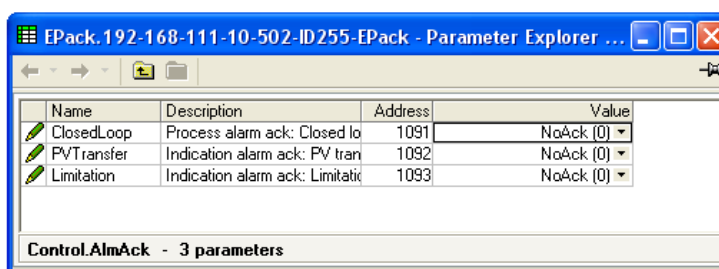 EPack.192-168-111-10-502-ID255-EPack - Parameter Explorer ...
Name Description Address Value
ClosedLoop Process alarm ack: Closed lo 1091 NoAck (0)
PVTransfer Indication alarm ack: PV tran 1092 NoAck (0)
Limitation Indication alarm ack: Limitatic 1093 NoAck (0)
Control.AlmAck - 3 parameters